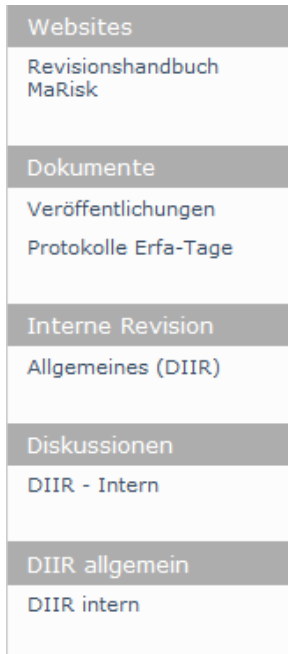 Websites
Revisionshandbuch
MaRisk
Dokumente
Veröffentlichungen
Protokolle Erfa-Tage
Interne Revision
Allgemeines (DIIR)
Diskussionen
DIIR - Intern
DIIR allgemein
DIIR intern